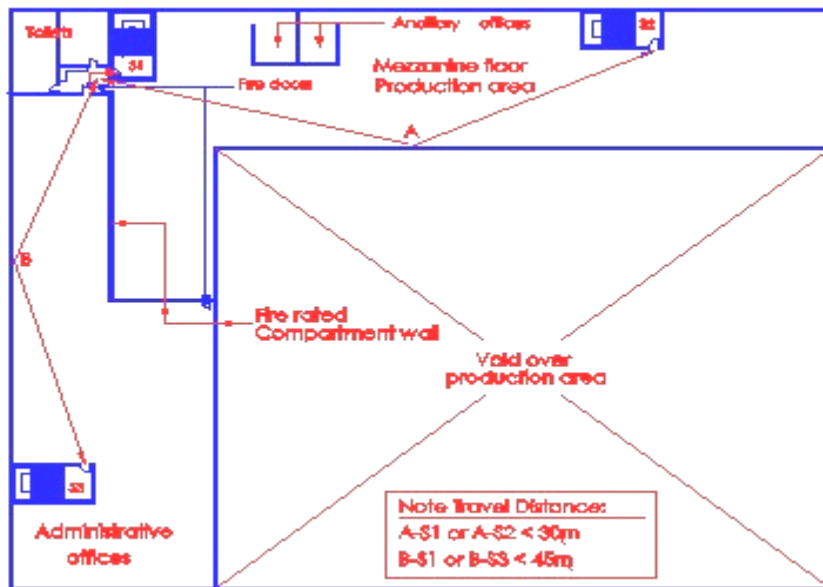 Toilets
S1
Ancillary offices
S2
Mezzanine floor
Production area
Fire doors
A
B
Fire rated
Compartment wall
Void over
production area
S3
Administrative
offices
Note Travel Distances
A-S1 or A-S2 < 30m
B-S1 or B-S3 < 45m